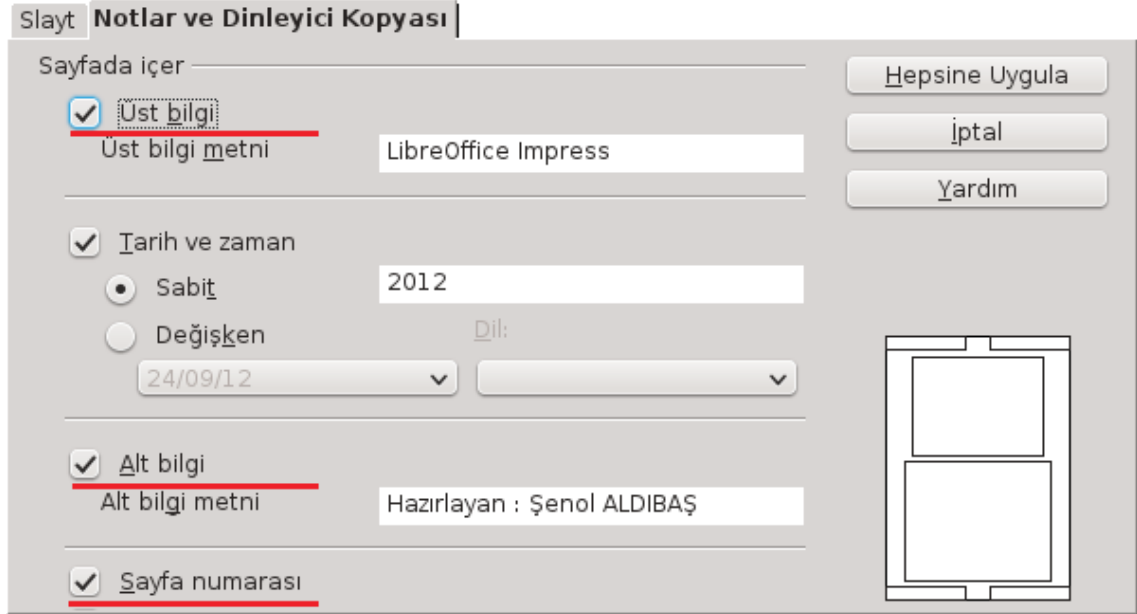 Slayt Notlar ve Dinleyici Kopyası
Sayfada içer
Üst bilgi
Üst bilgi metni LibreOffice Impress
Tarih ve zaman
Sabit 2012
Değişken Dil:
24/09/12
Alt bilgi
Alt bilgi metni Hazırlayan : Şenol ALDIBAŞ
Sayfa numarası
Hepsine Uygula
İptal
Yardım